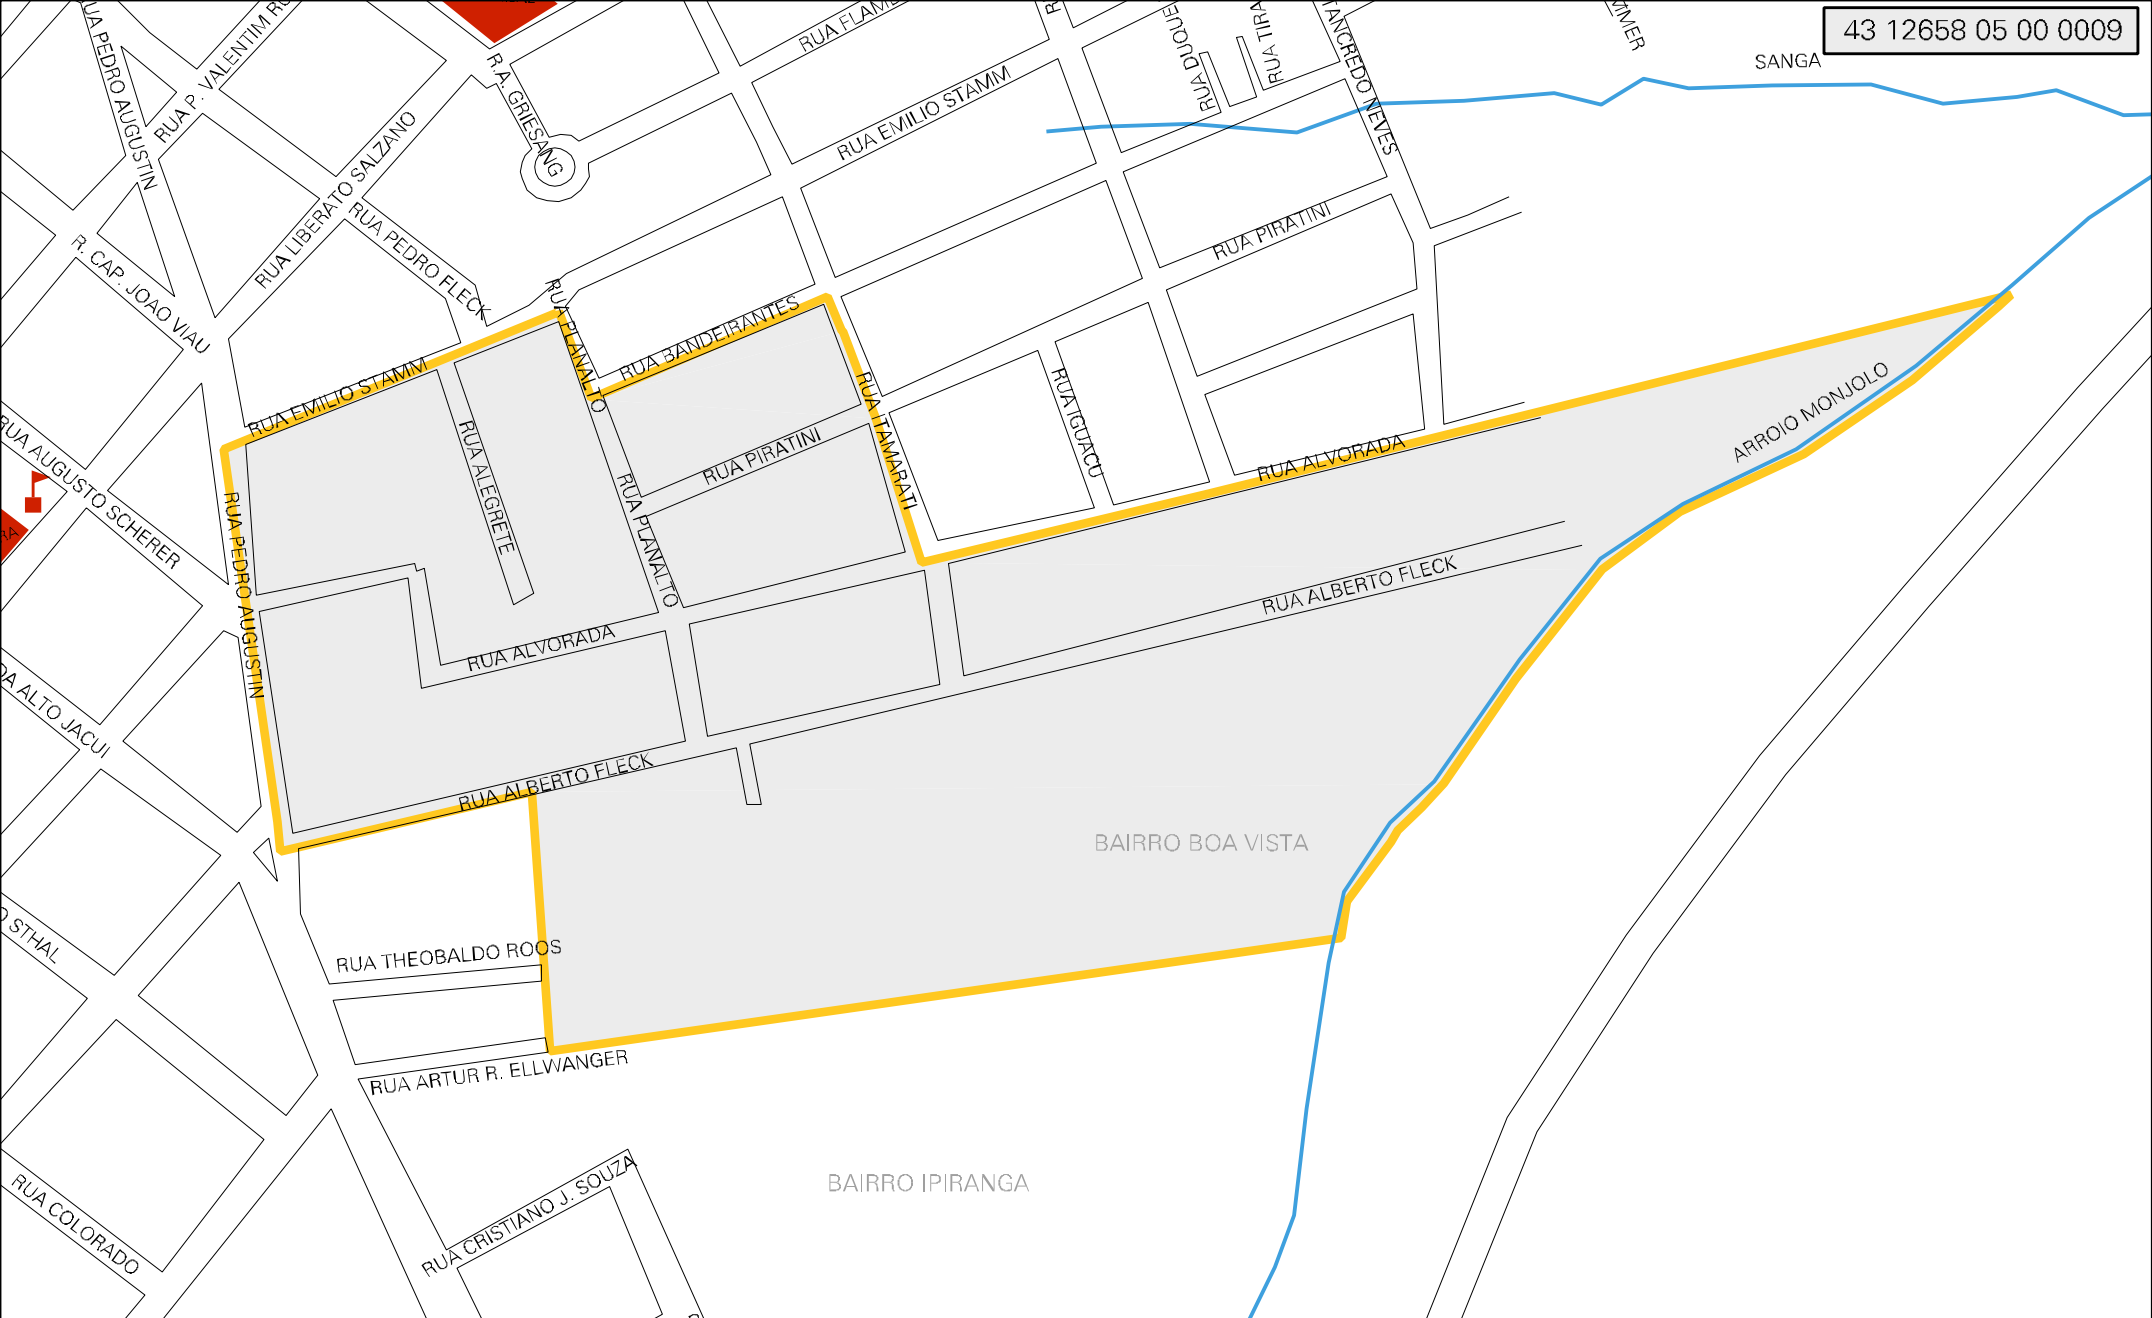 43 12658 05 00 0009
SANGA
RUA PEDRO AUGUSTIN
RUA P. VALENTIM
R.A. GRIESANG
RUA EMILIO STAMM
RUA DUQUE
RUA TIRA
TANCREDO NEVES
RUA LIBERATO SALZANO
RUA PEDRO FLECK
R. CAP. JOAO VIAU
RUA PIRATINI
RUA PLANALTO
RUA BANDEIRANTES
RUA EMILIO STAMM
RUA ITAMARATI
RUA IGUACU
ARROIO MONJOLO
RUA AUGUSTO SCHERER
RUA ALEGRETE
RUA PIRATINI
RUA ALVORADA
RUA PLANALTO
RUA PEDRO AUGUSTIN
RUA ALBERTO FLECK
RUA ALVORADA
DA ALTO JACUI
RUA ALBERTO FLECK
BAIRRO BOA VISTA
O STHAL
RUA THEOBALDO ROOS
RUA ARTUR R. ELLWANGER
BAIRRO IPIRANGA
RUA CRISTIANO J. SOUZA
RUA COLORADO